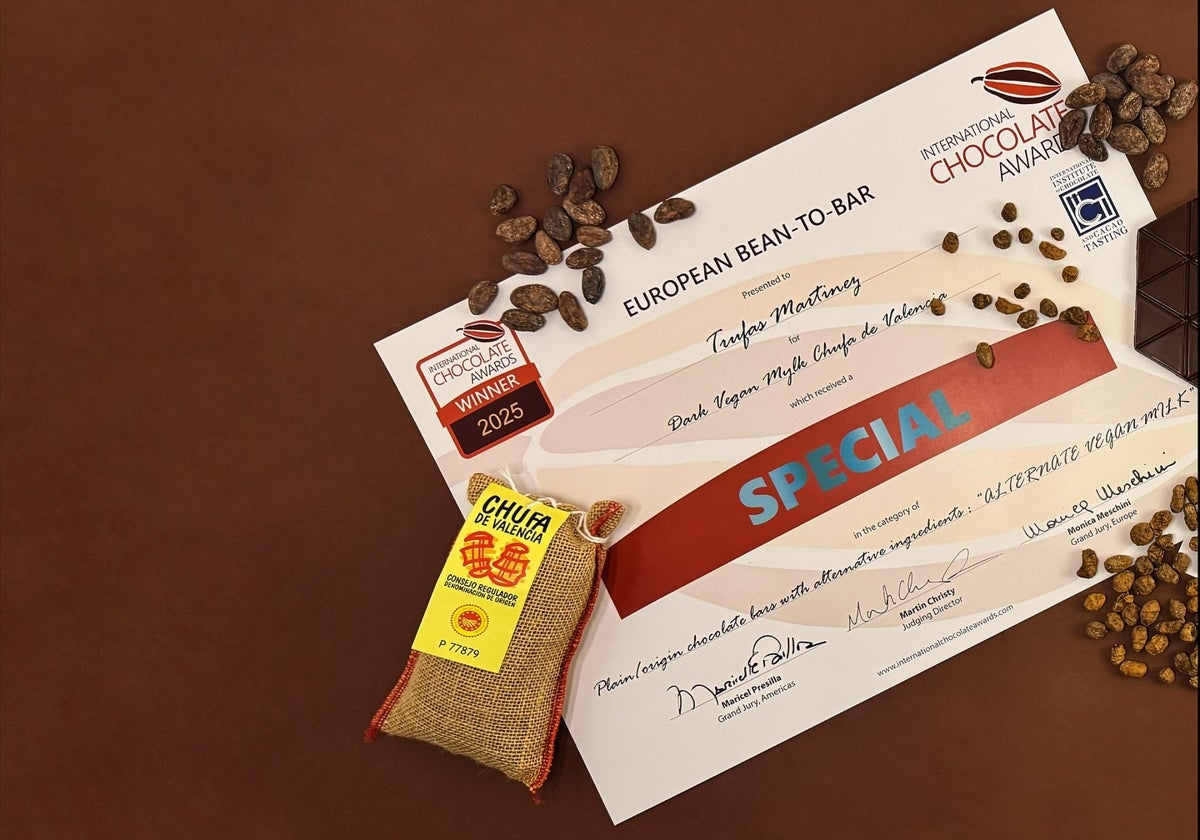 INTERNATIONAL
CHOCOLATE
AWARDS
INTERNATIONAL
INSTITUTE
OF CHOCOLATE
AND CACAO
TASTING
EUROPEAN BEAN-TO-BAR
Presented to
Trufas Martinez
for
Dark Vegan Mylk Chufa de Valencia
which received a
SPECIAL
in the category of
Plain/origin chocolate bars with alternative ingredients: "ALTERNATE VEGAN MILK"
INTERNATIONAL
CHOCOLATE
AWARDS
WINNER
2025
Monica Meschini
Grand Jury, Europe
Martin Christy
Judging Director
Maricel Presilla
Grand Jury, Americas
www.internationalchocolateawards.com
CHUFA
DE VALENCIA
CONSEJO REGULADOR
DENOMINACIÓN DE ORIGEN
P 77879